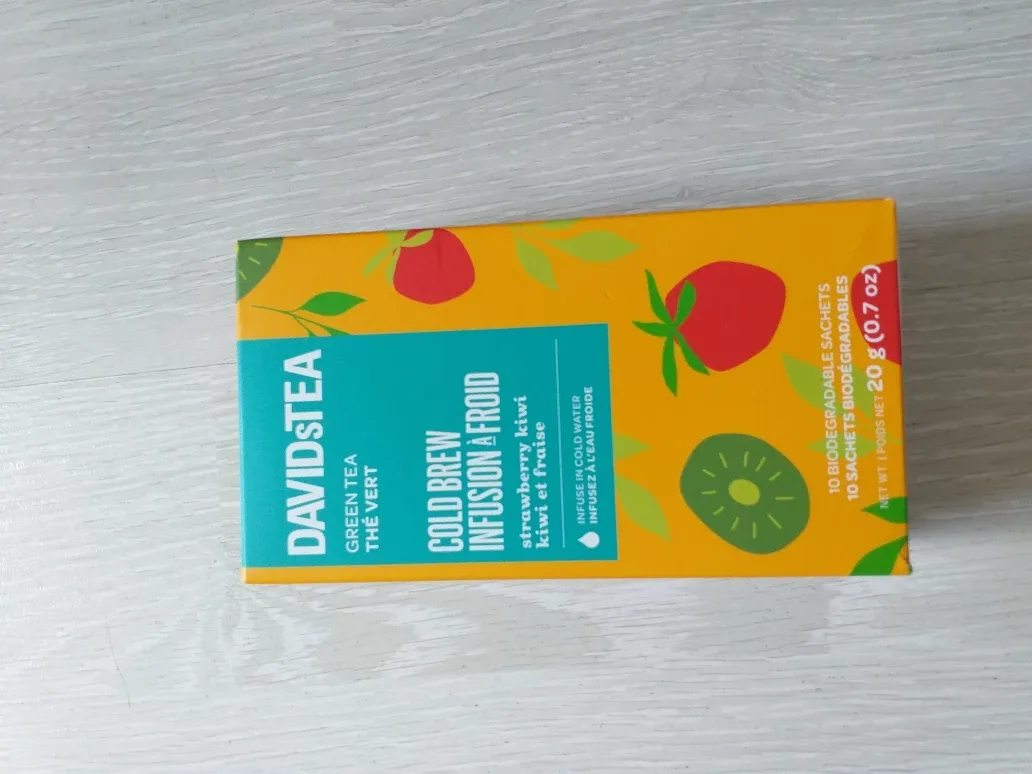 DAVIDsTEA
GREEN TEA
THÉ VERT
COLD BREW
INFUSION À FROID
strawberry kiwi
kiwi et fraise
INFUSE IN COLD WATER
INFUSEZ À L'EAU FROIDE
10 BIODEGRADABLE SACHETS
10 SACHETS BIODÉGRADABLES
NET WT. | POIDS NET 20 g (0.7 oz)